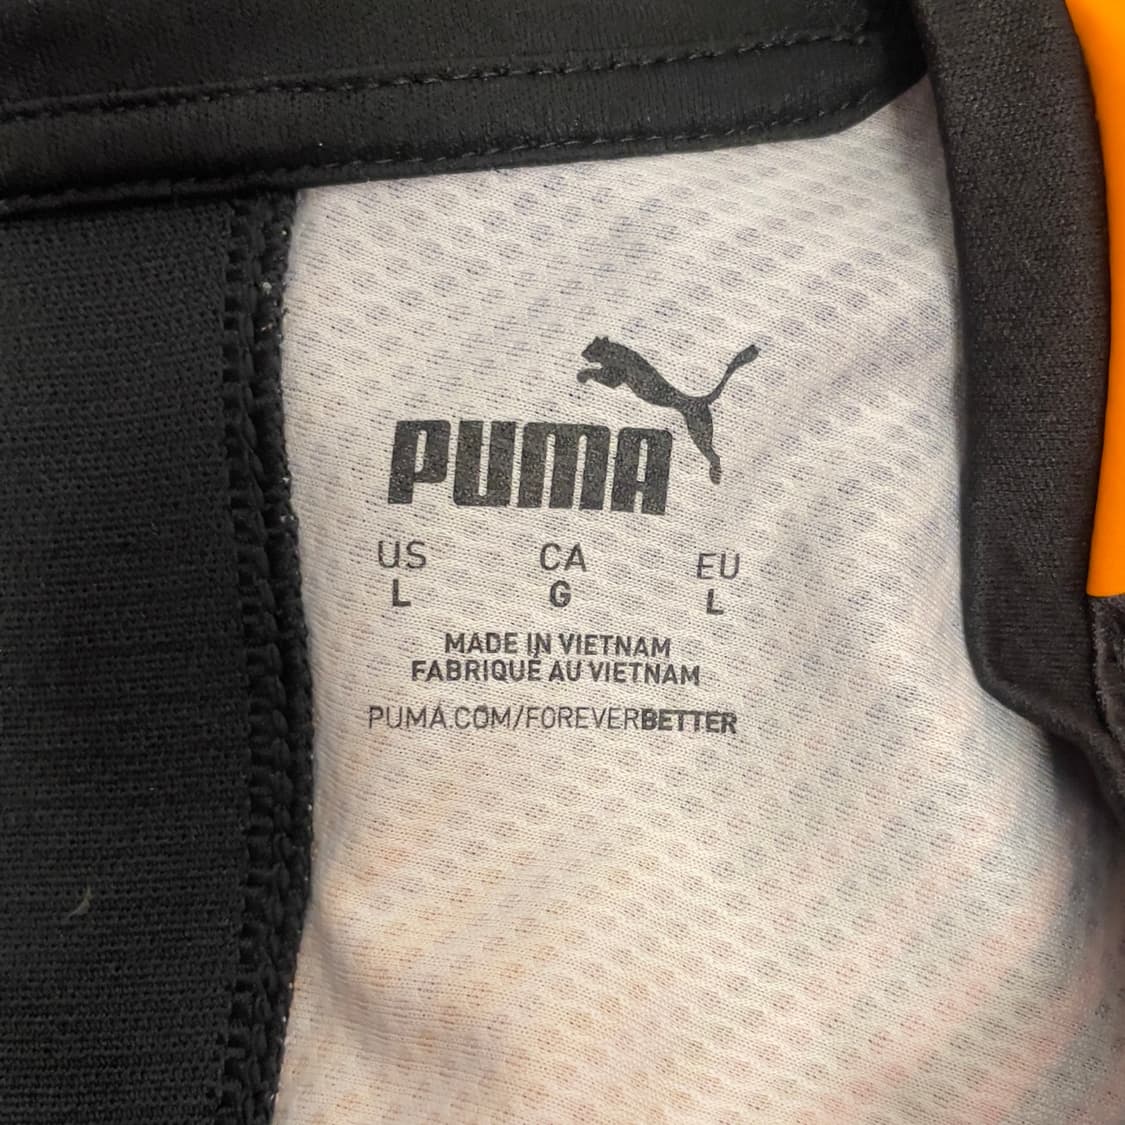 PUMA
US CA EU
L G L
MADE IN VIETNAM
FABRIQUÉ AU VIETNAM
PUMA.COM/FOREVERBETTER